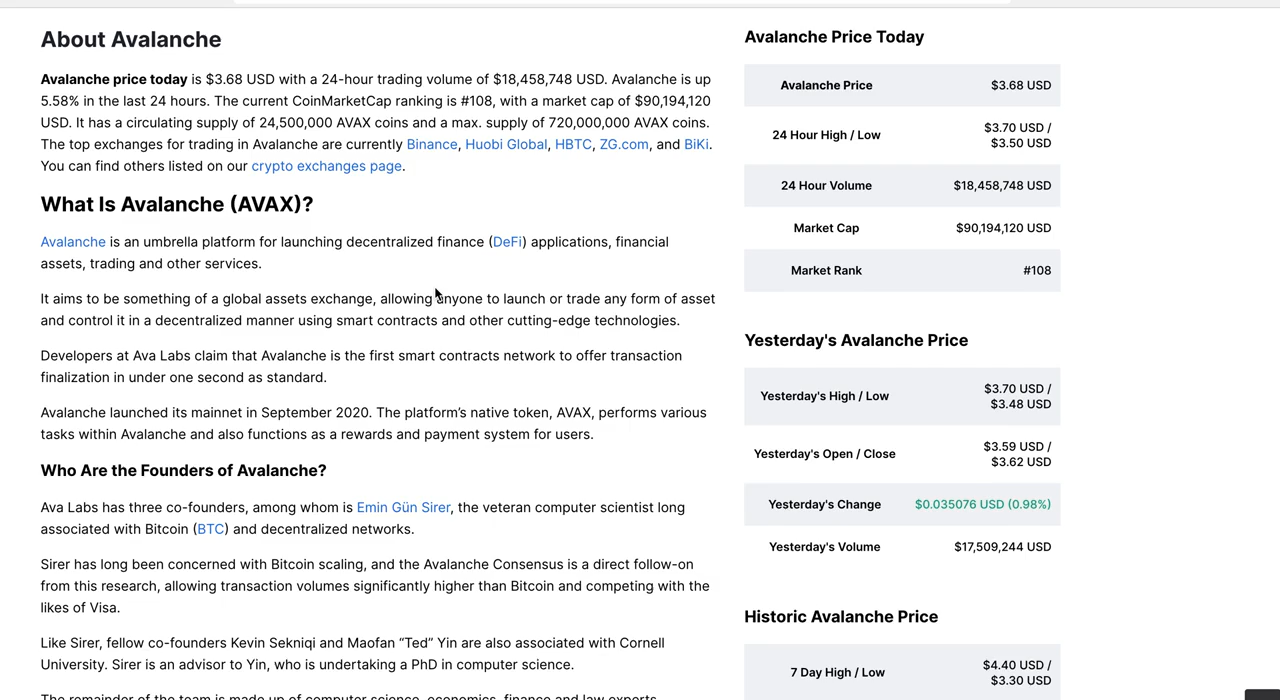 About Avalanche
Avalanche price today is $3.68 USD with a 24-hour trading volume of $18,458,748 USD. Avalanche is up
5.58% in the last 24 hours. The current CoinMarketCap ranking is #108, with a market cap of $90,194,120
USD. It has a circulating supply of 24,500,000 AVAX coins and a max. supply of 720,000,000 AVAX coins.
The top exchanges for trading in Avalanche are currently Binance, Huobi Global, HBTC, ZG.com, and BiKi.
You can find others listed on our crypto exchanges page.
What Is Avalanche (AVAX)?
Avalanche is an umbrella platform for launching decentralized finance (DeFi) applications, financial
assets, trading and other services.
It aims to be something of a global assets exchange, allowing anyone to launch or trade any form of asset
and control it in a decentralized manner using smart contracts and other cutting-edge technologies.
Developers at Ava Labs claim that Avalanche is the first smart contracts network to offer transaction
finalization in under one second as standard.
Avalanche launched its mainnet in September 2020. The platform's native token, AVAX, performs various
tasks within Avalanche and also functions as a rewards and payment system for users.
Who Are the Founders of Avalanche?
Ava Labs has three co-founders, among whom is Emin Gün Sirer, the veteran computer scientist long
associated with Bitcoin (BTC) and decentralized networks.
Sirer has long been concerned with Bitcoin scaling, and the Avalanche Consensus is a direct follow-on
from this research, allowing transaction volumes significantly higher than Bitcoin and competing with the
likes of Visa.
Like Sirer, fellow co-founders Kevin Sekniqi and Maofan “Ted” Yin are also associated with Cornell
University. Sirer is an advisor to Yin, who is undertaking a PhD in computer science.
The remainder of the team is made up of computer science, economics, finance and law experts.
Avalanche Price Today
Avalanche Price $3.68 USD
24 Hour High / Low $3.70 USD /
$3.50 USD
24 Hour Volume $18,458,748 USD
Market Cap $90,194,120 USD
Market Rank #108
Yesterday's Avalanche Price
Yesterday's High / Low $3.70 USD /
$3.48 USD
Yesterday's Open / Close $3.59 USD /
$3.62 USD
Yesterday's Change $0.035076 USD (0.98%)
Yesterday's Volume $17,509,244 USD
Historic Avalanche Price
7 Day High / Low $4.40 USD /
$3.30 USD